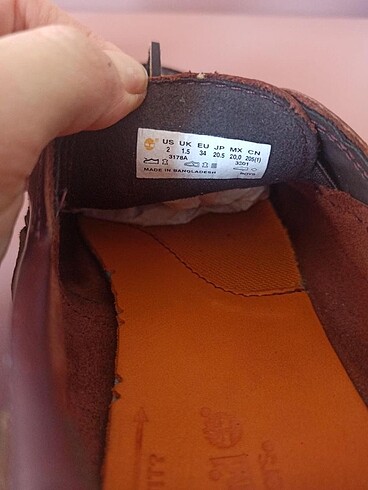 US UK EU JP MX CN
2 1.5 34 20.5 20.0 205(1)
3178A 3201
MADE IN BANGLADESH